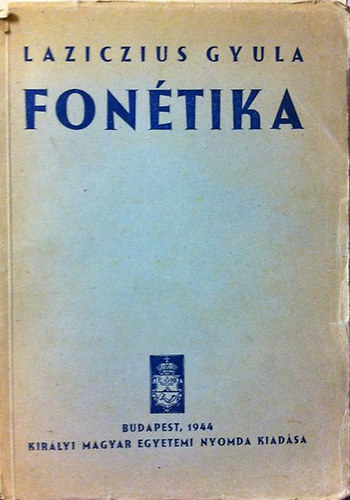 LAZICZIUS GYULA
FONÉTIKA
BUDAPEST, 1944
KIRÁLYI MAGYAR EGYETEMI NYOMDA KIADÁSA